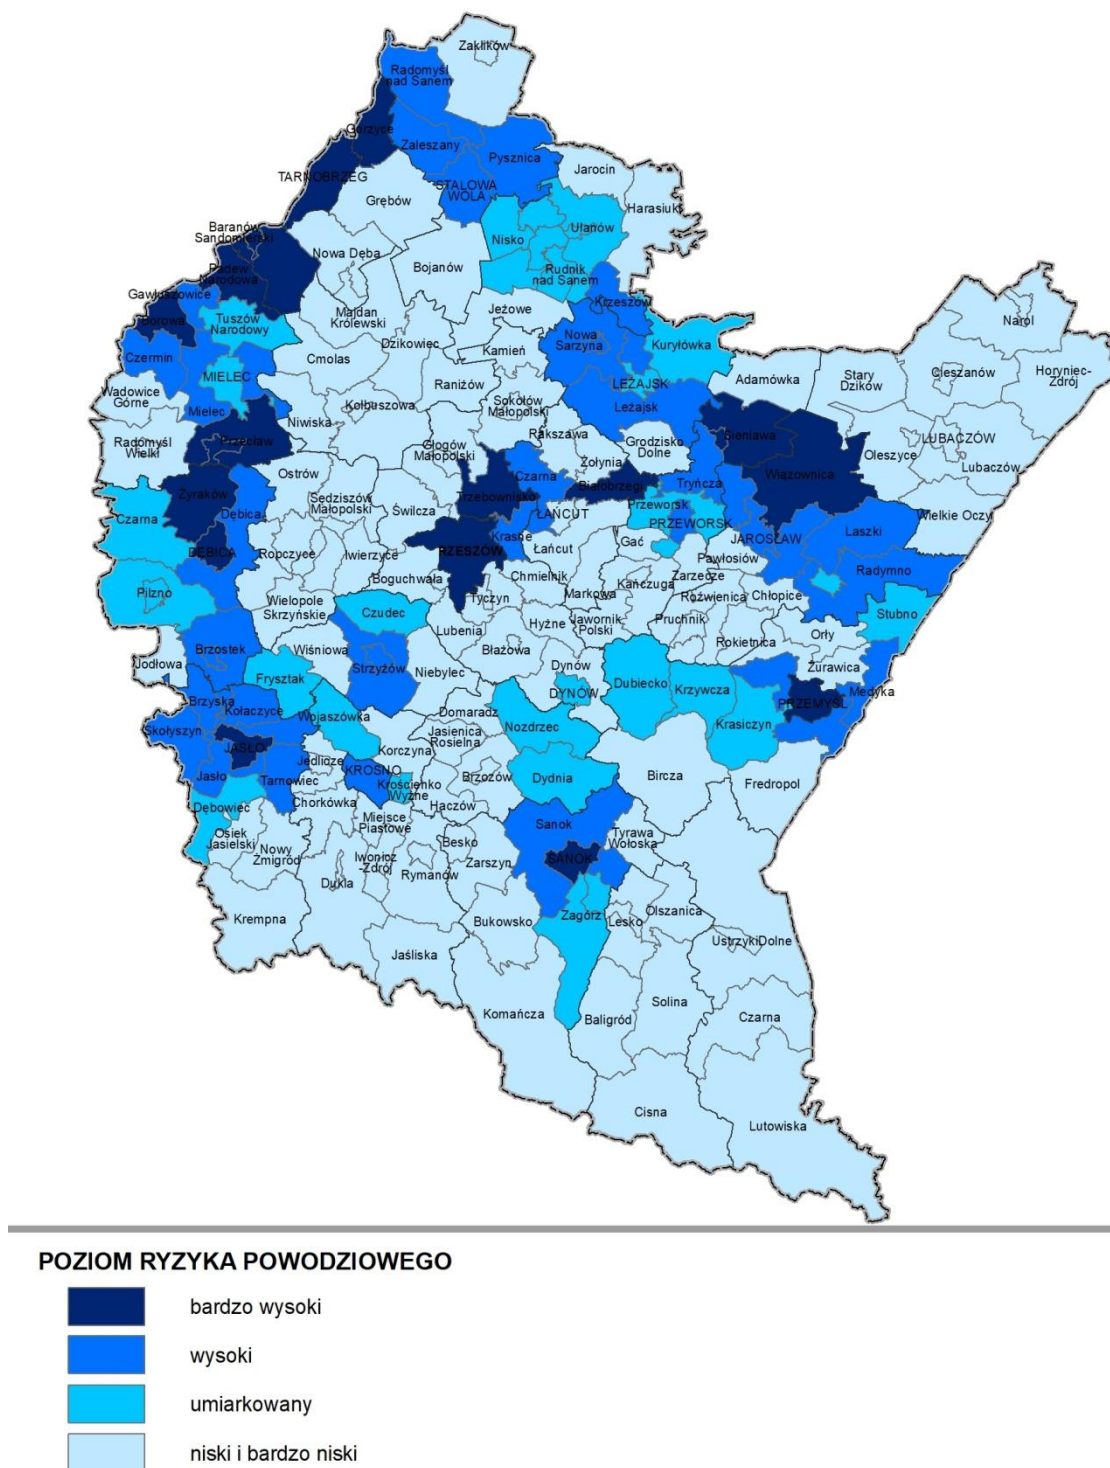 Zaklików
Radomyśl
nad Sanem
Gorzyce
Zaleszany
Pysznica
TARNOBRZEG
STALOWA
WOLA
Jarocin
Grębów
Harasiuki
Baranów
Sandomierski
Nisko
Ulanów
Nowa Dęba
Bojanów
Rudnik
nad Sanem
Padew
Narodowa
Gawłuszowice
Borowa
Tuszów
Narodowy
Majdan
Królewski
Jeżowe
Krzeszów
Narol
Czermin
Dzikowiec
Kamień
Nowa
Sarzyna
Kuryłówka
Cmolas
MIELEC
Raniżów
LEŻAJSK
Adamówka
Stary
Dzików
Cieszanów
Horyniec-
Zdrój
Wadowice
Górne
Mielec
Kolbuszowa
Niwiska
Sokołów
Małopolski
Leżajsk
Radomyśl
Wielki
Przecław
Głogów
Małopolski
Rakszawa
Grodzisko
Dolne
Sieniawa
LUBACZÓW
Oleszyce
Lubaczów
Ostrów
Żołynia
Wiązownica
Żyraków
Sędziszów
Małopolski
Trzebownisko
Czarna
Białobrzegi
Tryńcza
Czarna
Dębica
Świlcza
Przeworsk
Wielkie Oczy
ŁAŃCUT
PRZEWORSK
DĘBICA
Ropczyce
Iwierzyce
RZESZÓW
Krasne
Łańcut
Gać
JAROSŁAW
Laszki
Pawłosiów
Boguchwała
Chmielnik
Kańczuga
Zarzecze
Radymno
Pilzno
Tyczyn
Markowa
Roźwienica
Chłopice
Wielopole
Skrzyńskie
Czudec
Lubenia
Hyżne
Jawornik
Polski
Pruchnik
Stubno
Brzostek
Wiśniowa
Błażowa
Rokietnica
Orły
Jodłowa
Strzyżów
Niebylec
Dynów
Żurawica
Frysztak
DYNÓW
Dubiecko
Krzywcza
PRZEMYŚL
Medyka
Brzyska
Kołaczyce
Wojaszówka
Domaradz
Nozdrzec
Krasiczyn
Skołyszyn
JASŁO
Jasienica
Rosielna
Korczyna
Jedlicze
KROSNO
Brzozów
Dydnia
Bircza
Fredropol
Jasło
Tarnowiec
Krościenko
Wyżne
Dębowiec
Chorkówka
Haczów
Miejsce
Piastowe
Sanok
Osiek
Jasielski
Nowy
Żmigród
Besko
Tyrawa
Wołoska
Iwonicz
-Zdrój
Zarszyn
SANOK
Dukla
Rymanów
Krempna
Bukowsko
Zagórz
Lesko
Olszanica
UstrzykiDolne
Jaśliska
Komańcza
Baligród
Solina
Czarna
Cisna
Lutowiska
POZIOM RYZYKA POWODZIOWEGO
bardzo wysoki
wysoki
umiarkowany
niski i bardzo niski